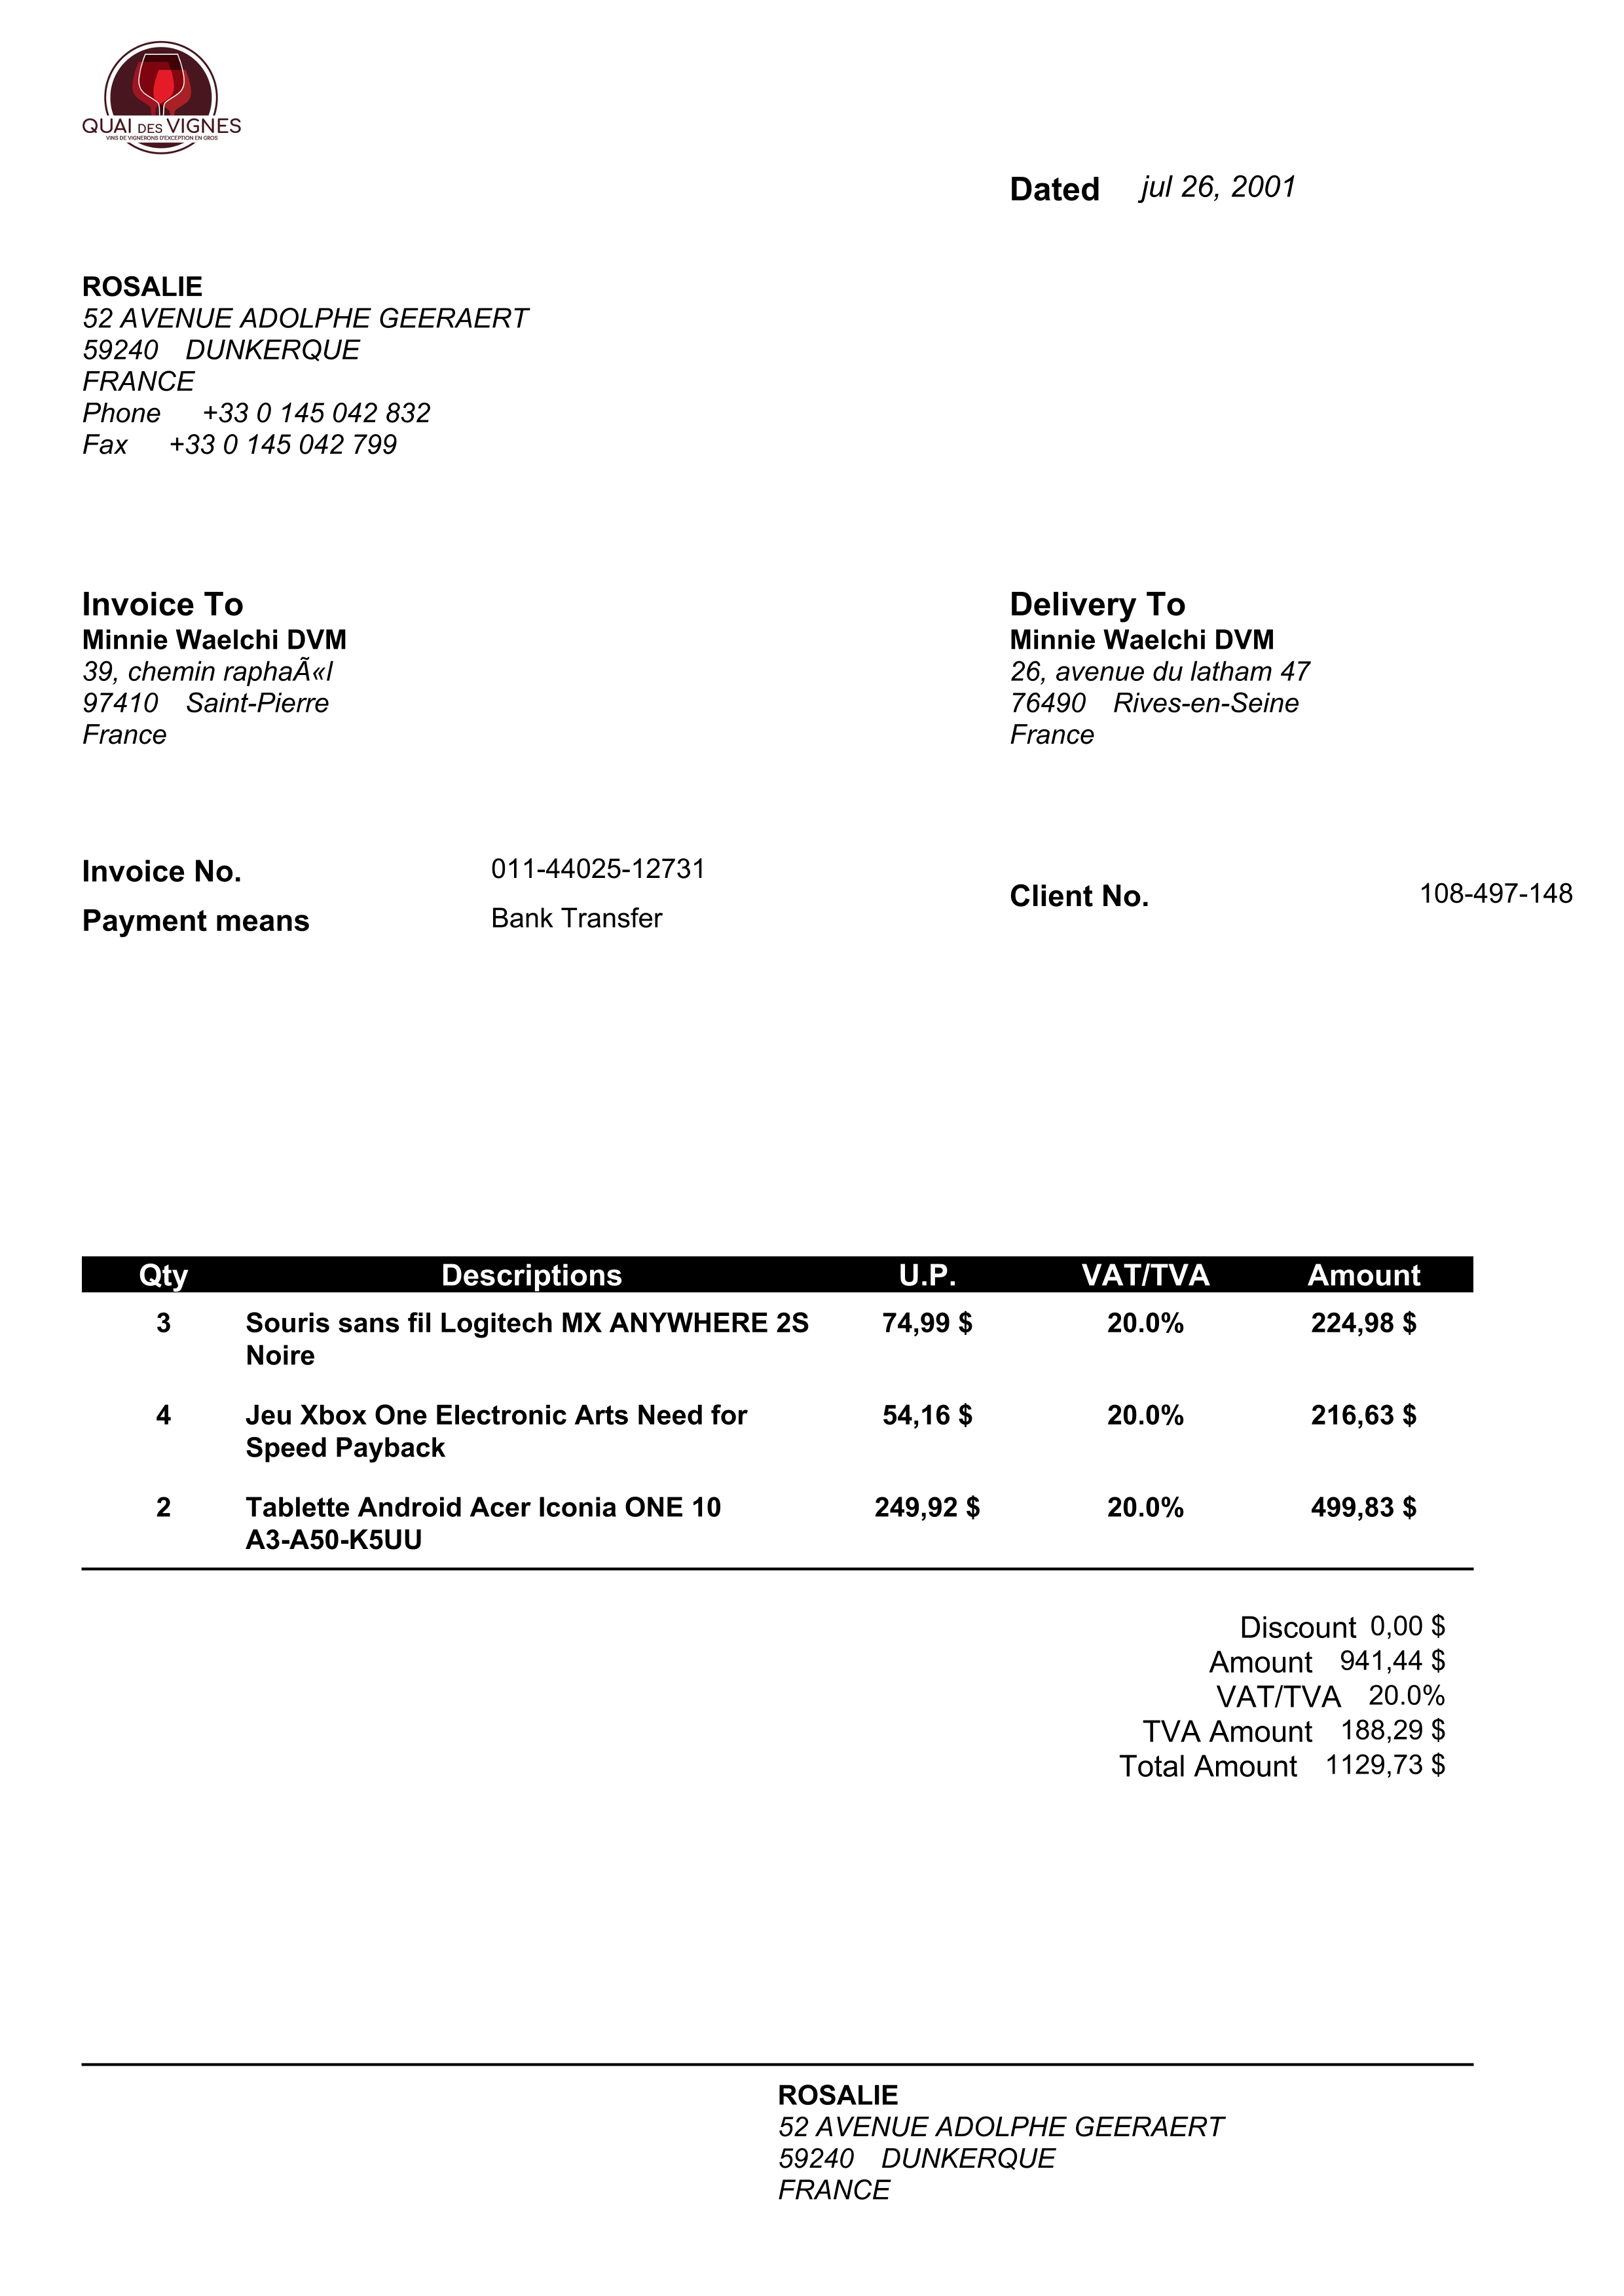 QUAI DES VIGNES
VINS DE VIGNERONS D'EXCEPTION EN GROS
Dated jul 26, 2001
ROSALIE
52 AVENUE ADOLPHE GEERAERT
59240 DUNKERQUE
FRANCE
Phone +33 0 145 042 832
Fax +33 0 145 042 799
Invoice To
Minnie Waelchi DVM
39, chemin raphaÃ«l
97410 Saint-Pierre
France
Delivery To
Minnie Waelchi DVM
26, avenue du latham 47
76490 Rives-en-Seine
France
Invoice No. 011-44025-12731
Payment means Bank Transfer
Client No. 108-497-148
Qty Descriptions U.P. VAT/TVA Amount
3 Souris sans fil Logitech MX ANYWHERE 2S 74,99 $ 20.0% 224,98 $
Noire
4 Jeu Xbox One Electronic Arts Need for 54,16 $ 20.0% 216,63 $
Speed Payback
2 Tablette Android Acer Iconia ONE 10 249,92 $ 20.0% 499,83 $
A3-A50-K5UU
Discount 0,00 $
Amount 941,44 $
VAT/TVA 20.0%
TVA Amount 188,29 $
Total Amount 1129,73 $
ROSALIE
52 AVENUE ADOLPHE GEERAERT
59240 DUNKERQUE
FRANCE